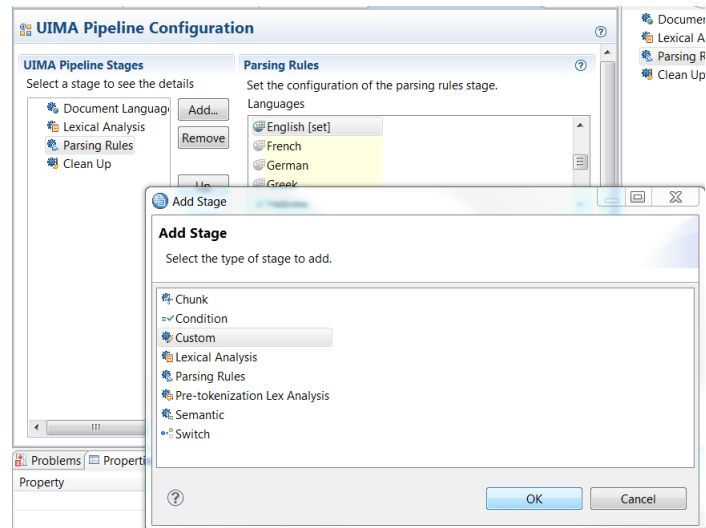 UIMA Pipeline Configuration
UIMA Pipeline Stages
Select a stage to see the details
Document Languag
Lexical Analysis
Parsing Rules
Clean Up
Add...
Remove
Up
Parsing Rules
Set the configuration of the parsing rules stage.
Languages
English [set]
French
German
Greek
Hebrew
Documen
Lexical A
Parsing R
Clean Up
Add Stage
Add Stage
Select the type of stage to add.
Chunk
Condition
Custom
Lexical Analysis
Parsing Rules
Pre-tokenization Lex Analysis
Semantic
Switch
OK
Cancel
Problems
Properti
Property